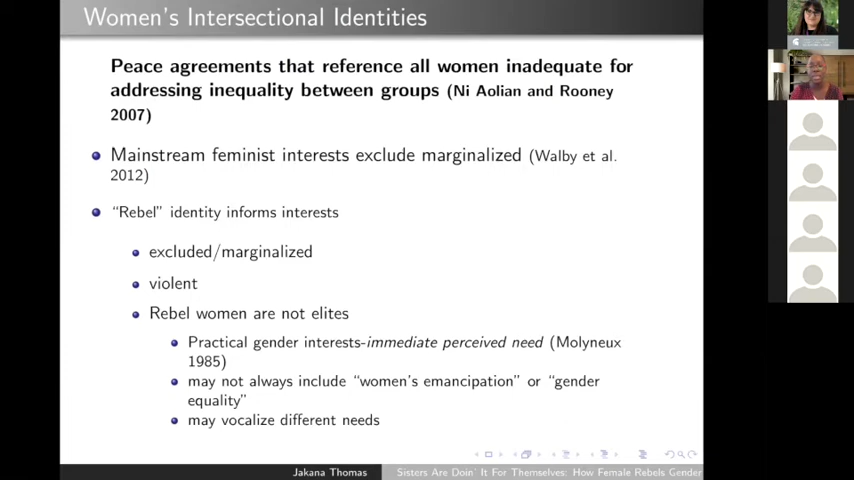 Women's Intersectional Identities
Peace agreements that reference all women inadequate for
addressing inequality between groups (Ni Aolian and Rooney
2007)
Mainstream feminist interests exclude marginalized (Walby et al.
2012)
"Rebel" identity informs interests
excluded/marginalized
violent
Rebel women are not elites
Practical gender interests-immediate perceived need (Molyneux
1985)
may not always include "women's emancipation" or "gender
equality"
may vocalize different needs
Jakana Thomas
Sisters Are Doin` It For Themselves: How Female Rebels Gender